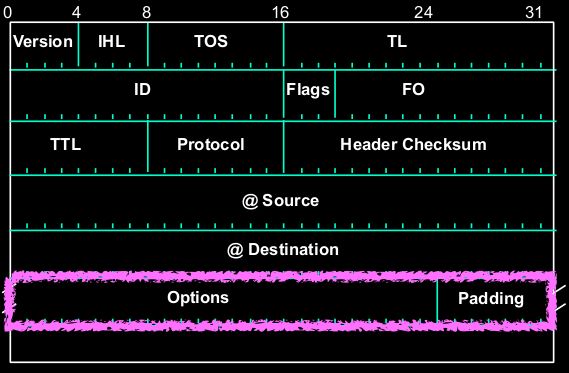 0 4 8 16 24 31
Version IHL TOS TL
ID Flags FO
TTL Protocol Header Checksum
@ Source
@ Destination
Options Padding